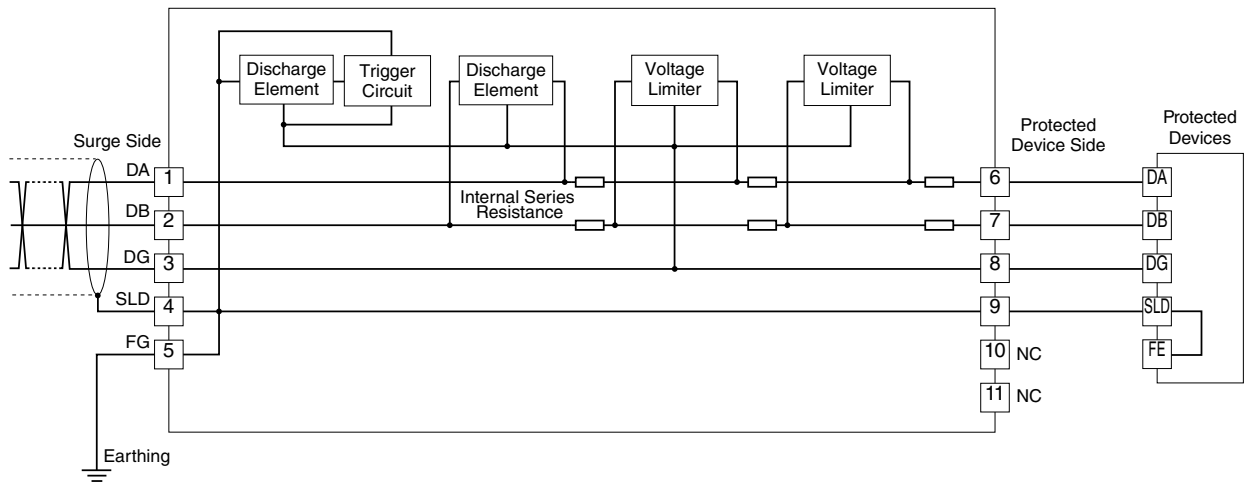 Discharge
Element
Trigger
Circuit
Discharge
Element
Voltage
Limiter
Voltage
Limiter
Surge Side
Protected
Device Side
Protected
Devices
DA
1
6
DA
Internal Series
Resistance
DB
2
7
DB
DG
3
8
DG
SLD
4
9
SLD
FG
5
10
NC
FE
11
NC
Earthing